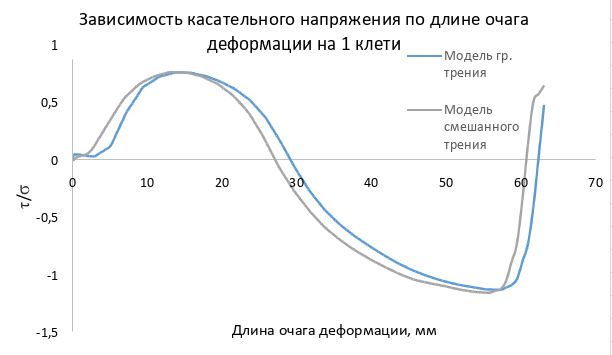 Зависимость касательного напряжения по длине очага
деформации на 1 клети
1
0,5
0
-0,5
-1
-1,5
τ/σ
0 10 20 30 40 50 60 70
Длина очага деформации, мм
Модель гр.
трения
Модель
смешанного
трения